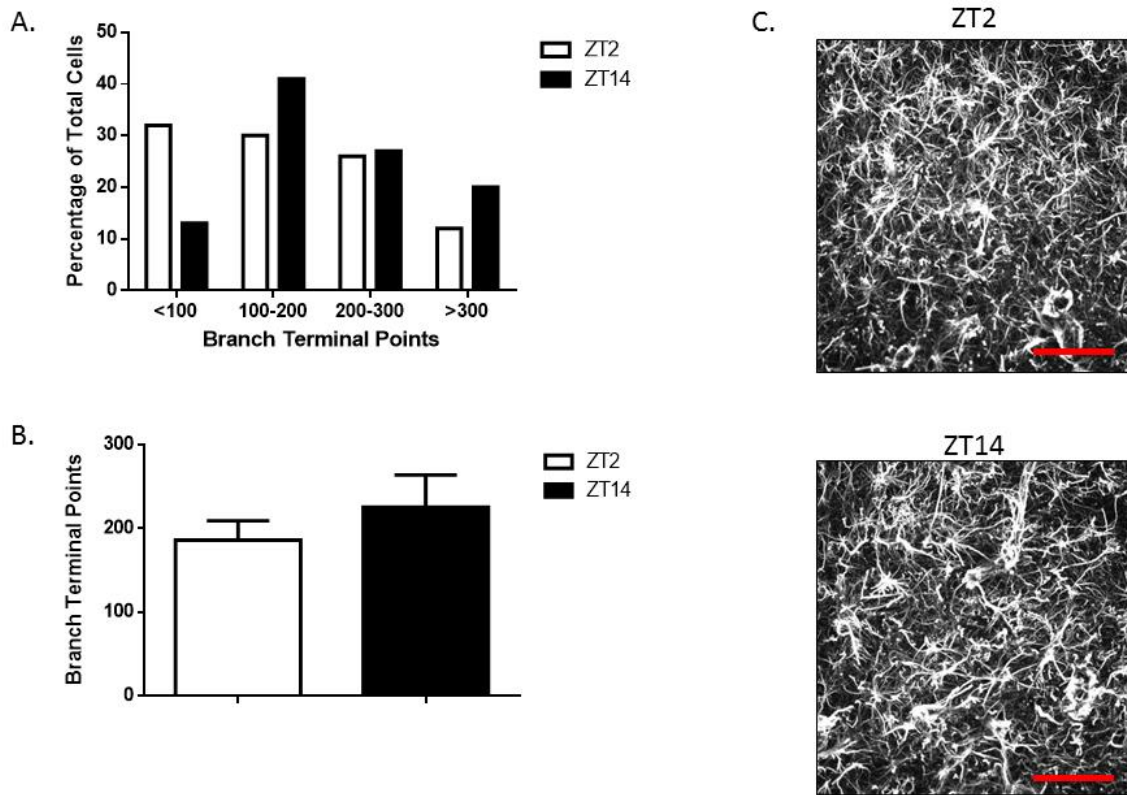 A.
Percentage of Total Cells
50
40
30
20
10
0
<100 100-200 200-300 >300
Branch Terminal Points
ZT2
ZT14
B.
Branch Terminal Points
300
200
100
0
ZT2
ZT14
C.
ZT2
ZT14